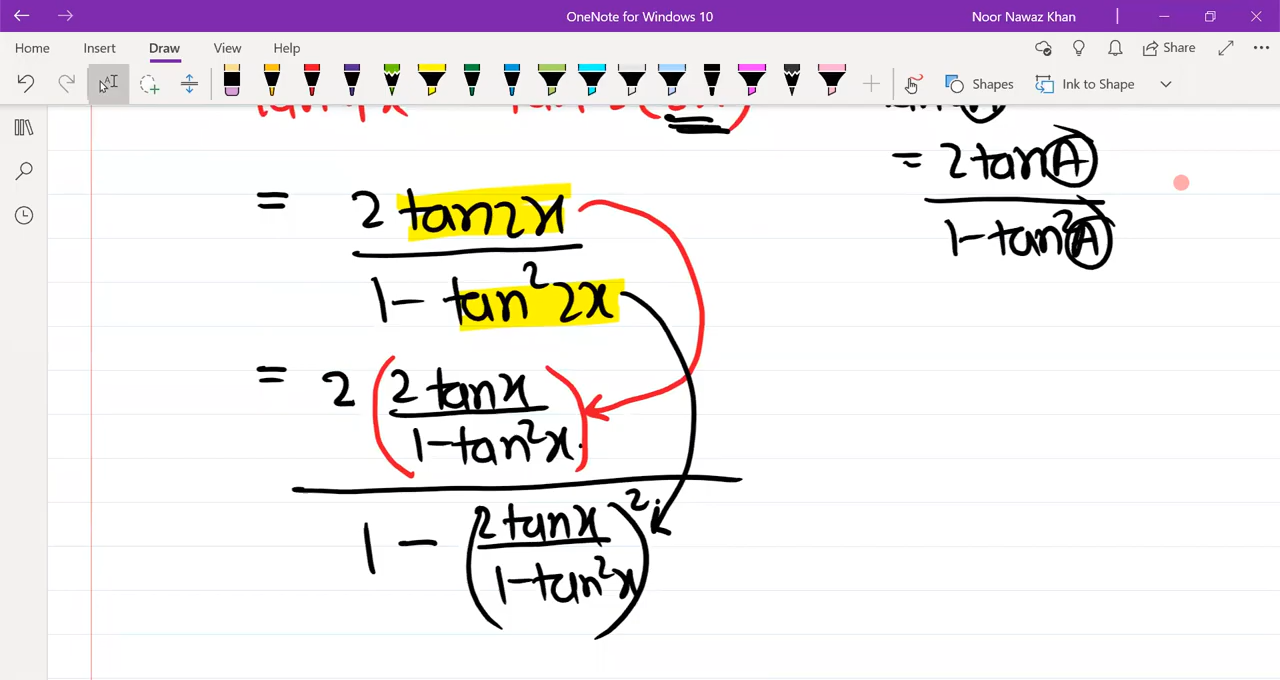 OneNote for Windows 10
Noor Nawaz Khan
Home Insert Draw View Help
Share
Shapes
Ink to Shape
tan 4x
= 2 tan 2x
1 - tan² 2x
= 2 (2 tan x
1 - tan² x)
1 - (2 tan x
1 - tan² x)²
= 2 tan A
1 - tan² A